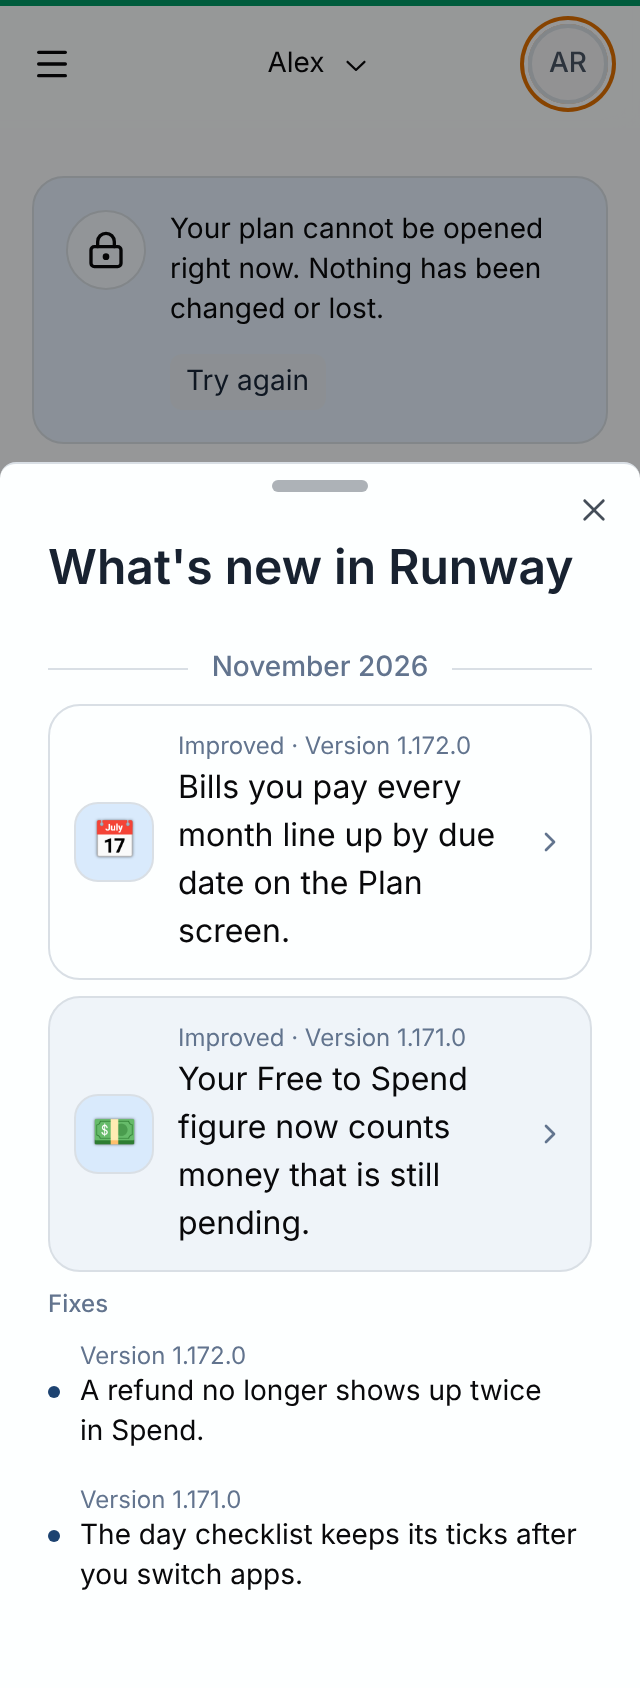 Alex
AR
Your plan cannot be opened
right now. Nothing has been
changed or lost.
Try again
What's new in Runway
November 2026
Improved · Version 1.172.0
Bills you pay every
month line up by due
date on the Plan
screen.
July
17
Improved · Version 1.171.0
Your Free to Spend
figure now counts
money that is still
pending.
Fixes
Version 1.172.0
A refund no longer shows up twice
in Spend.
Version 1.171.0
The day checklist keeps its ticks after
you switch apps.